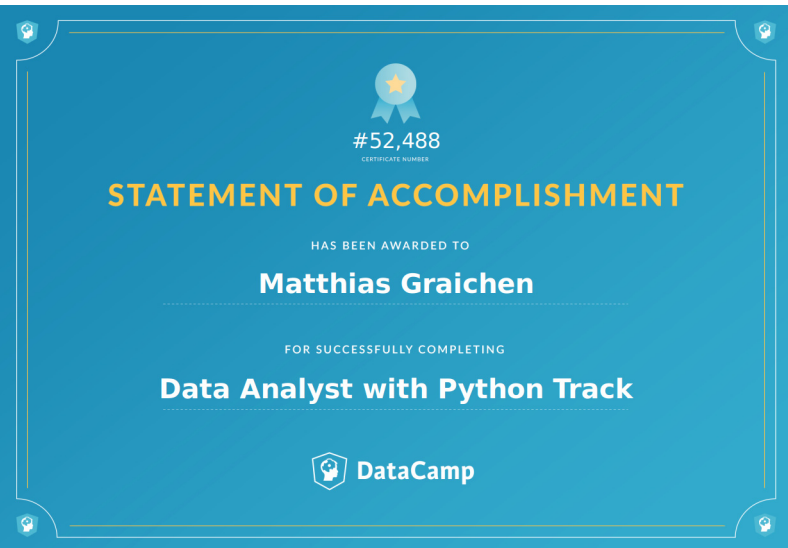 #52,488
CERTIFICATE NUMBER
STATEMENT OF ACCOMPLISHMENT
HAS BEEN AWARDED TO
Matthias Graichen
FOR SUCCESSFULLY COMPLETING
Data Analyst with Python Track
DataCamp